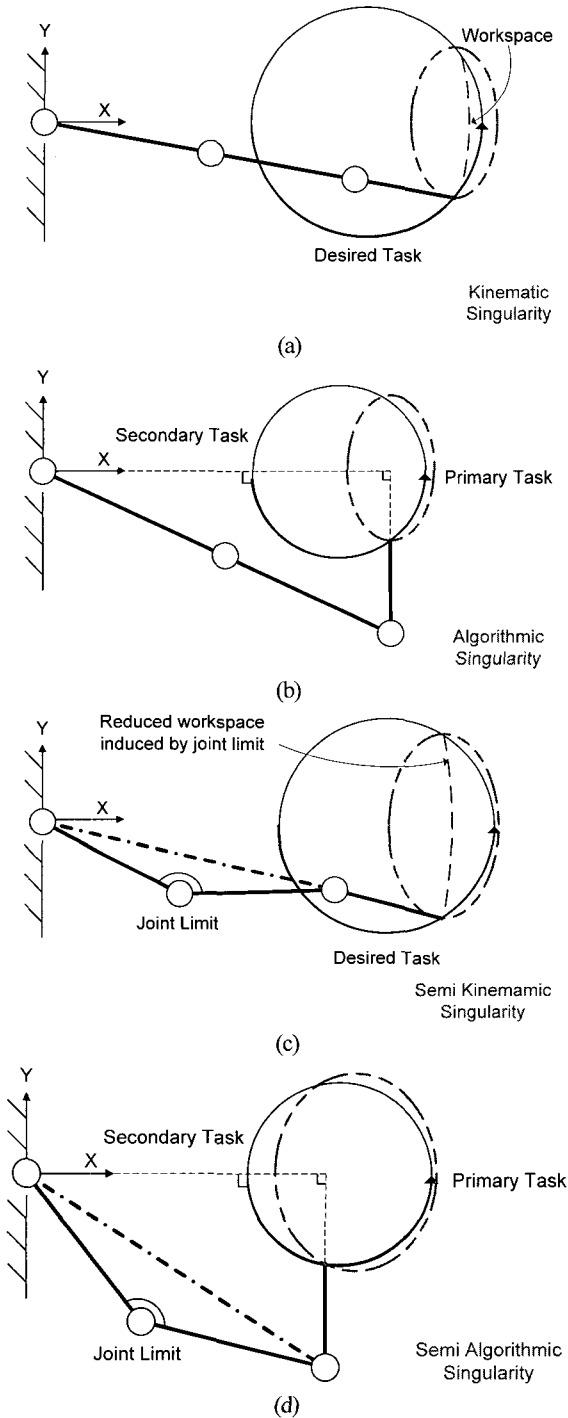 Y
Workspace
X
Desired Task
Kinematic
Singularity
(a)
Y
Secondary Task
X
Primary Task
Algorithmic
Singularity
(b)
Reduced workspace
induced by joint limit
Y
X
Joint Limit
Desired Task
Semi Kinemamic
Singularity
(c)
Y
Secondary Task
X
Primary Task
Joint Limit
Semi Algorithmic
Singularity
(d)